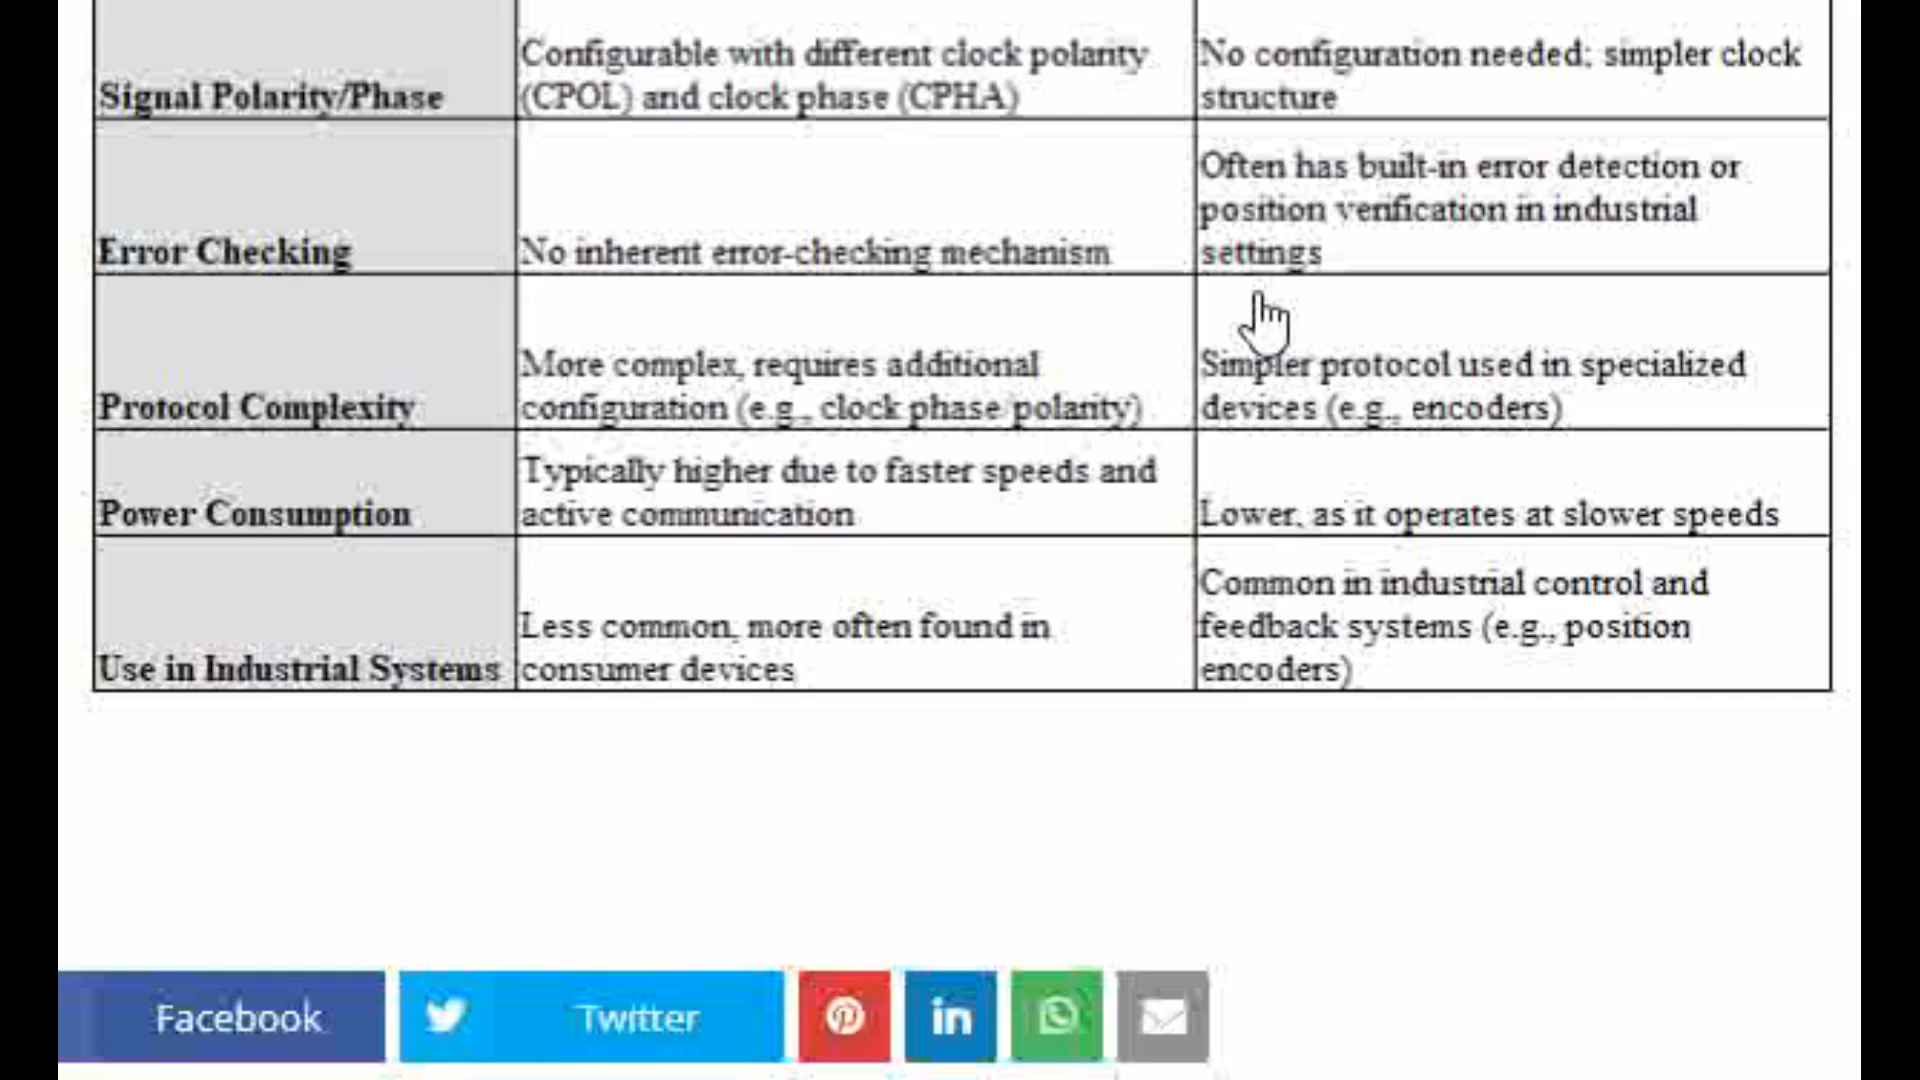 Configurable with different clock polarity
No configuration needed; simpler clock
Signal Polarity/Phase
(CPOL) and clock phase (CPHA)
structure
Often has built-in error detection or
position verification in industrial
Error Checking
No inherent error-checking mechanism
settings
More complex, requires additional
Simpler protocol used in specialized
Protocol Complexity
configuration (e.g., clock phase/polarity)
devices (e.g., encoders)
Typically higher due to faster speeds and
Power Consumption
active communication
Lower, as it operates at slower speeds
Common in industrial control and
Less common, more often found in
feedback systems (e.g., position
Use in Industrial Systems
consumer devices
encoders)
Facebook
Twitter
in